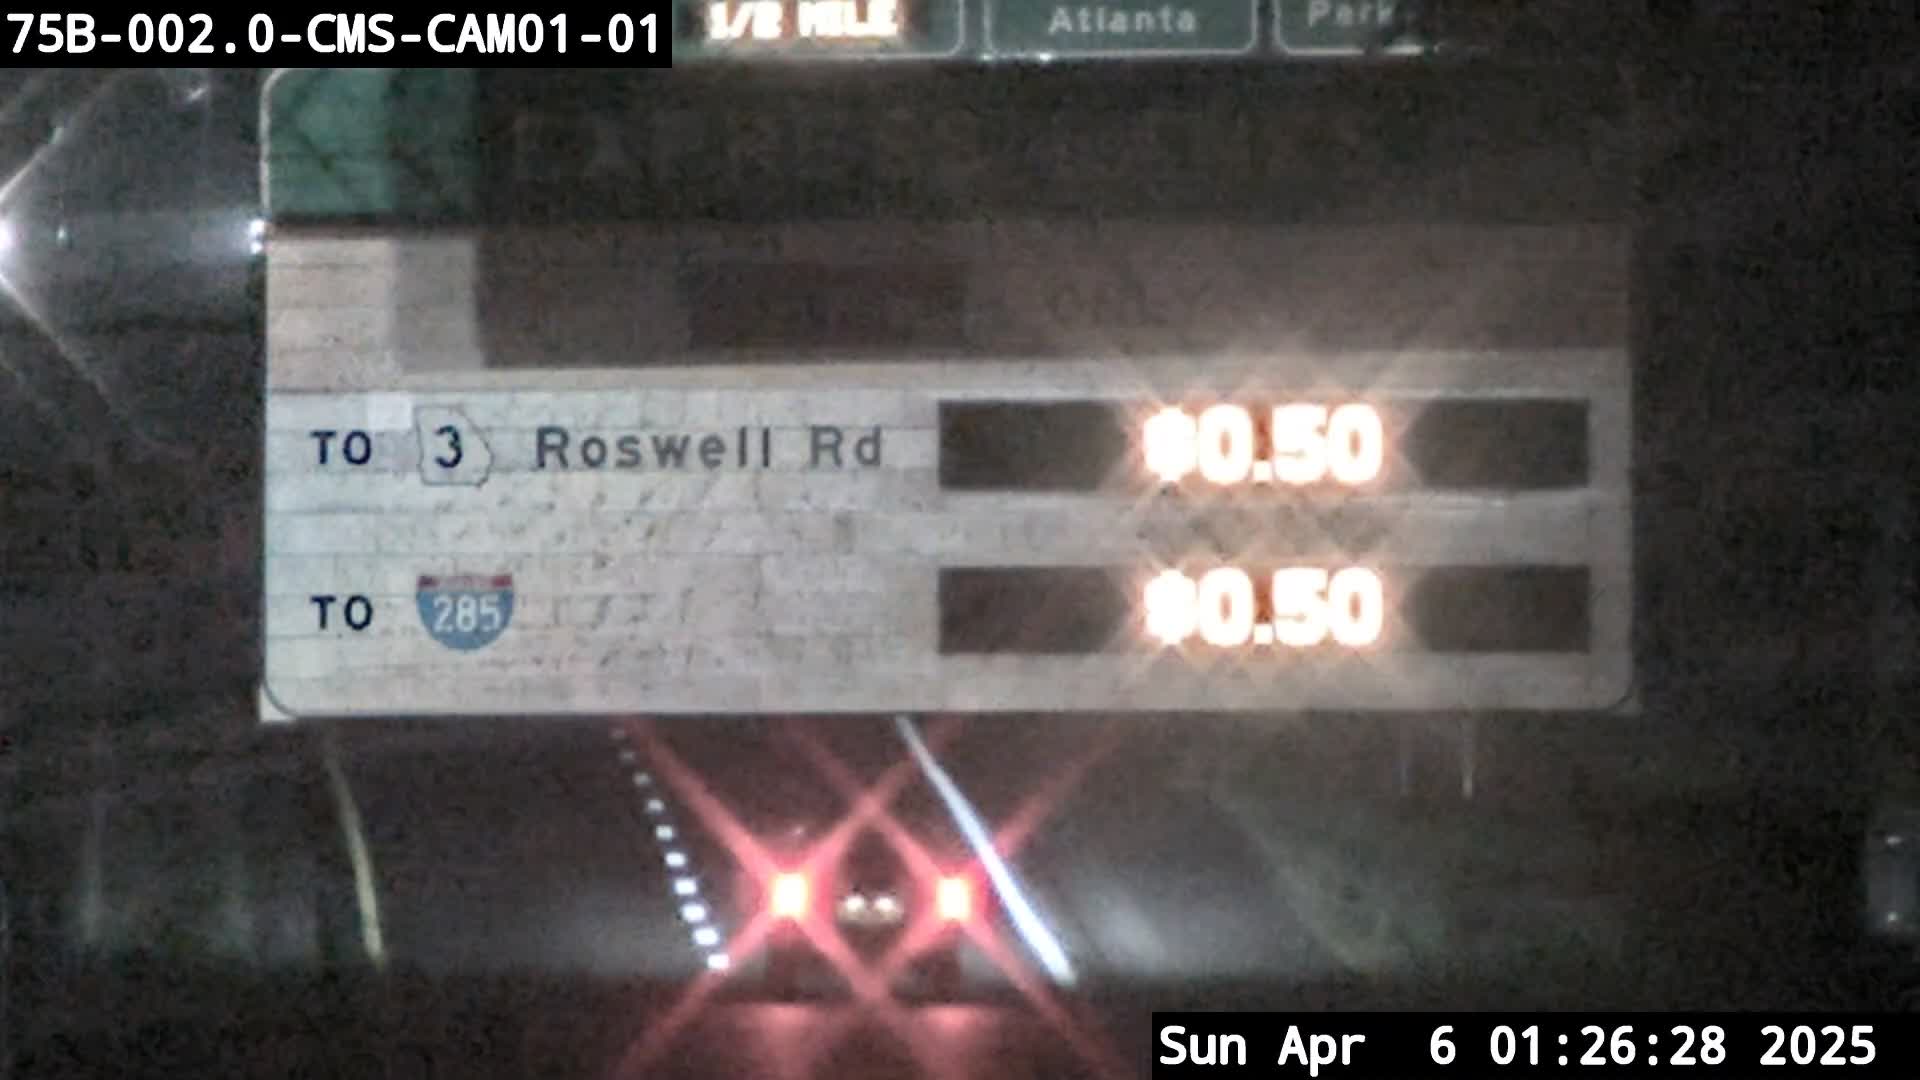 75B-002.0-CMS-CAM01-01
1/2 MILE
Atlanta
Park
TO 3 Roswell Rd $0.50
TO 285 $0.50
Sun Apr 6 01:26:28 2025